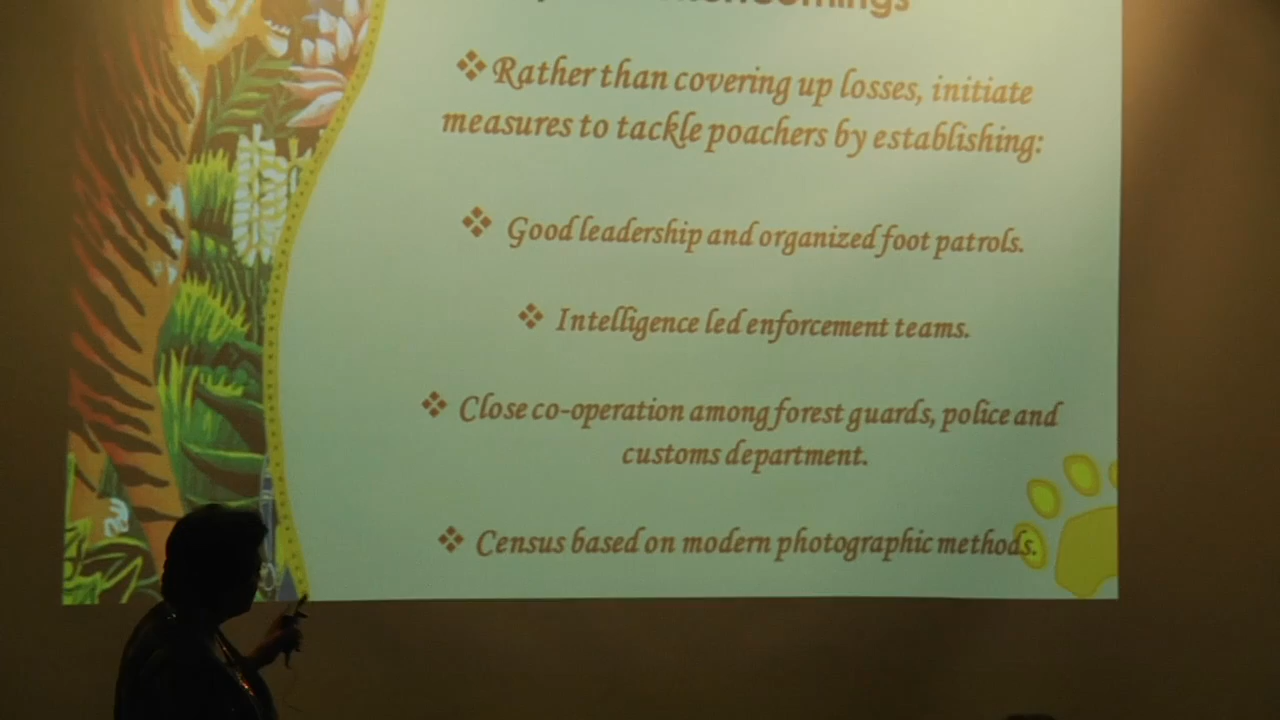 ❖ Rather than covering up losses, initiate
measures to tackle poachers by establishing:
❖ Good leadership and organized foot patrols.
❖ Intelligence led enforcement teams.
❖ Close co-operation among forest guards, police and
customs department.
❖ Census based on modern photographic methods.